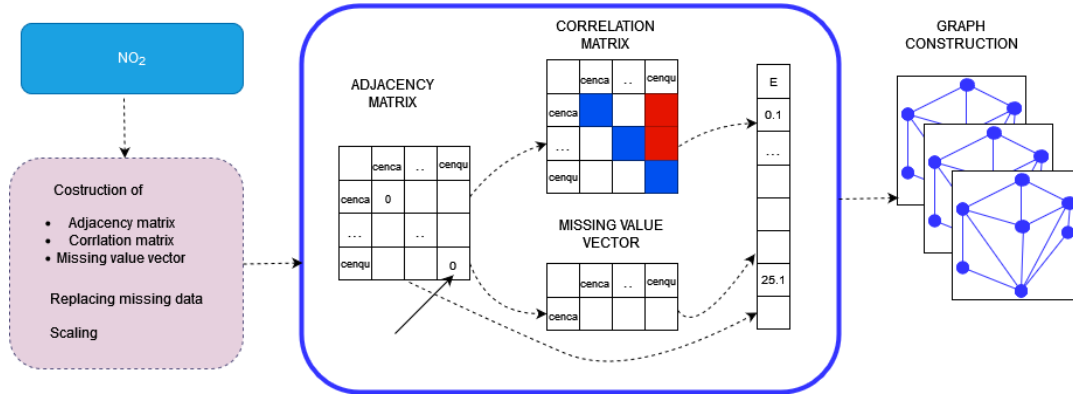 NO₂
Costruction of
• Adjacency matrix
• Corrlation matrix
• Missing value vector
Replacing missing data
Scaling
ADJACENCY
MATRIX
cenca .. cenqu
cenca 0
... ..
cenqu 0
CORRELATION
MATRIX
cenca .. cenqu
cenca
...
cenqu
MISSING VALUE
VECTOR
cenca .. cenqu
cenca
E
0.1
...
25.1
GRAPH
CONSTRUCTION